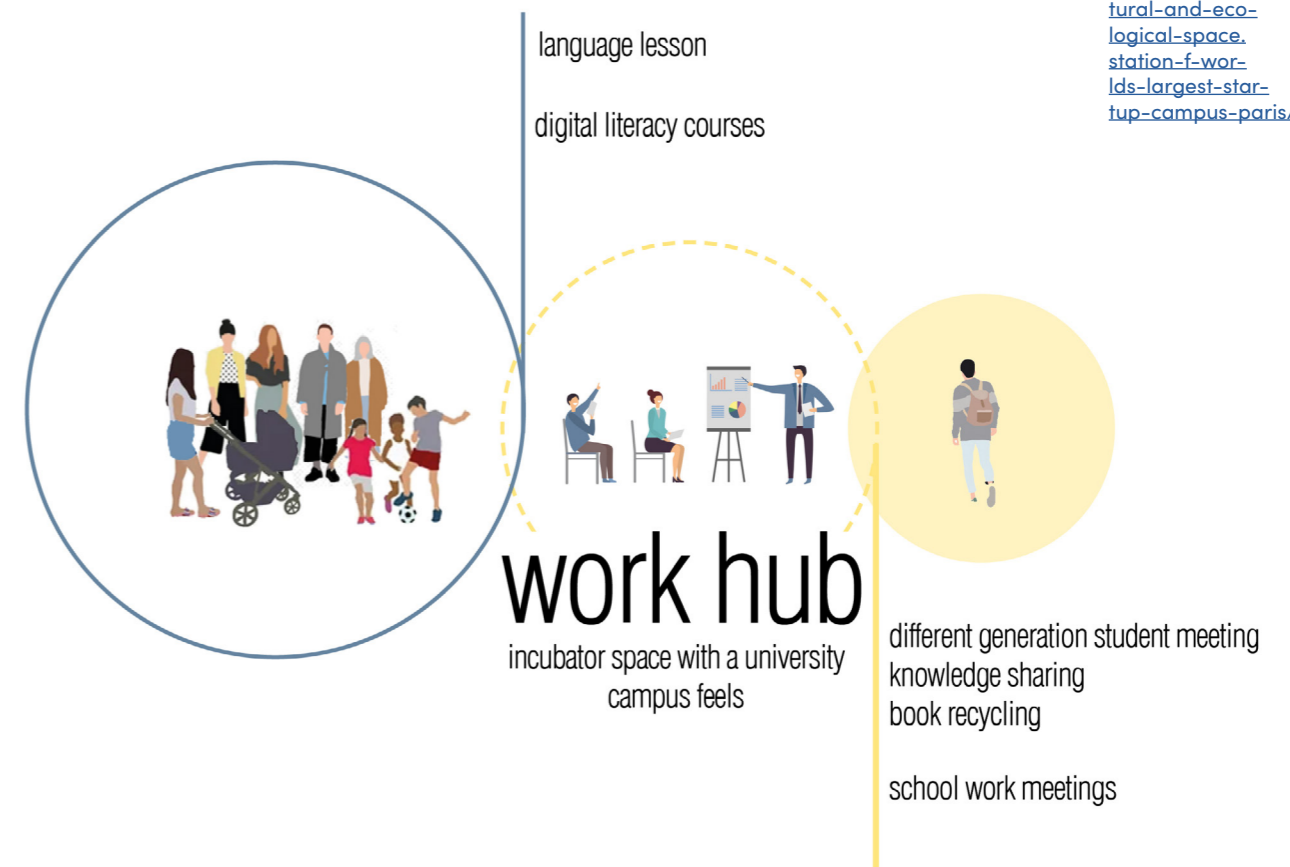 tural-and-eco-
logical-space.
station-f-wor-
lds-largest-star-
tup-campus-paris/
language lesson
digital literacy courses
work hub
incubator space with a university
campus feels
different generation student meeting
knowledge sharing
book recycling
school work meetings